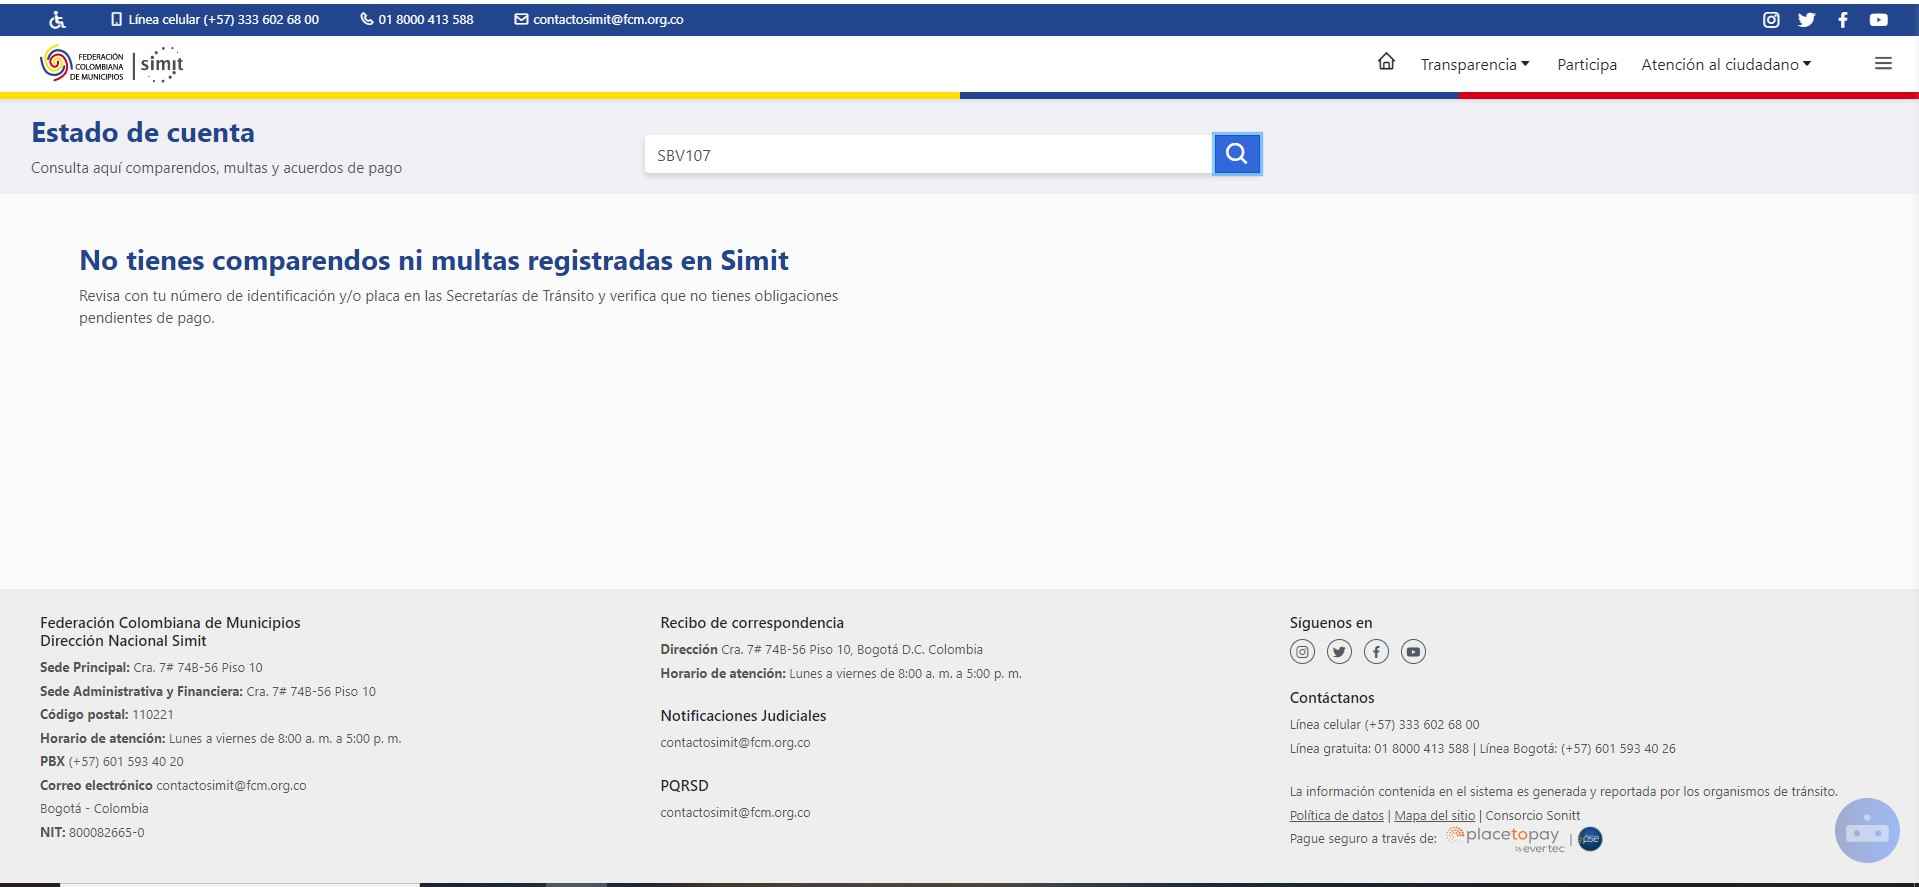 Línea celular (+57) 333 602 68 00
01 8000 413 588
contactosimit@fcm.org.co
FEDERACIÓN
COLOMBIANA
DE MUNICIPIOS
simit
Transparencia
Participa
Atención al ciudadano
Estado de cuenta
Consulta aquí comparendos, multas y acuerdos de pago
SBV107
No tienes comparendos ni multas registradas en Simit
Revisa con tu número de identificación y/o placa en las Secretarías de Tránsito y verifica que no tienes obligaciones
pendientes de pago.
Federación Colombiana de Municipios
Dirección Nacional Simit
Sede Principal: Cra. 7# 74B-56 Piso 10
Sede Administrativa y Financiera: Cra. 7# 74B-56 Piso 10
Código postal: 110221
Horario de atención: Lunes a viernes de 8:00 a. m. a 5:00 p. m.
PBX (+57) 601 593 40 20
Correo electrónico contactosimit@fcm.org.co
Bogotá - Colombia
NIT: 800082665-0
Recibo de correspondencia
Dirección Cra. 7# 74B-56 Piso 10, Bogotá D.C. Colombia
Horario de atención: Lunes a viernes de 8:00 a. m. a 5:00 p. m.
Notificaciones Judiciales
contactosimit@fcm.org.co
PQRSD
contactosimit@fcm.org.co
Síguenos en
Contáctanos
Línea celular (+57) 333 602 68 00
Línea gratuita: 01 8000 413 588 | Línea Bogotá: (+57) 601 593 40 26
La información contenida en el sistema es generada y reportada por los organismos de tránsito.
Política de datos | Mapa del sitio | Consorcio Sonitt
Pague seguro a través de: placetopay | pse
by evertec